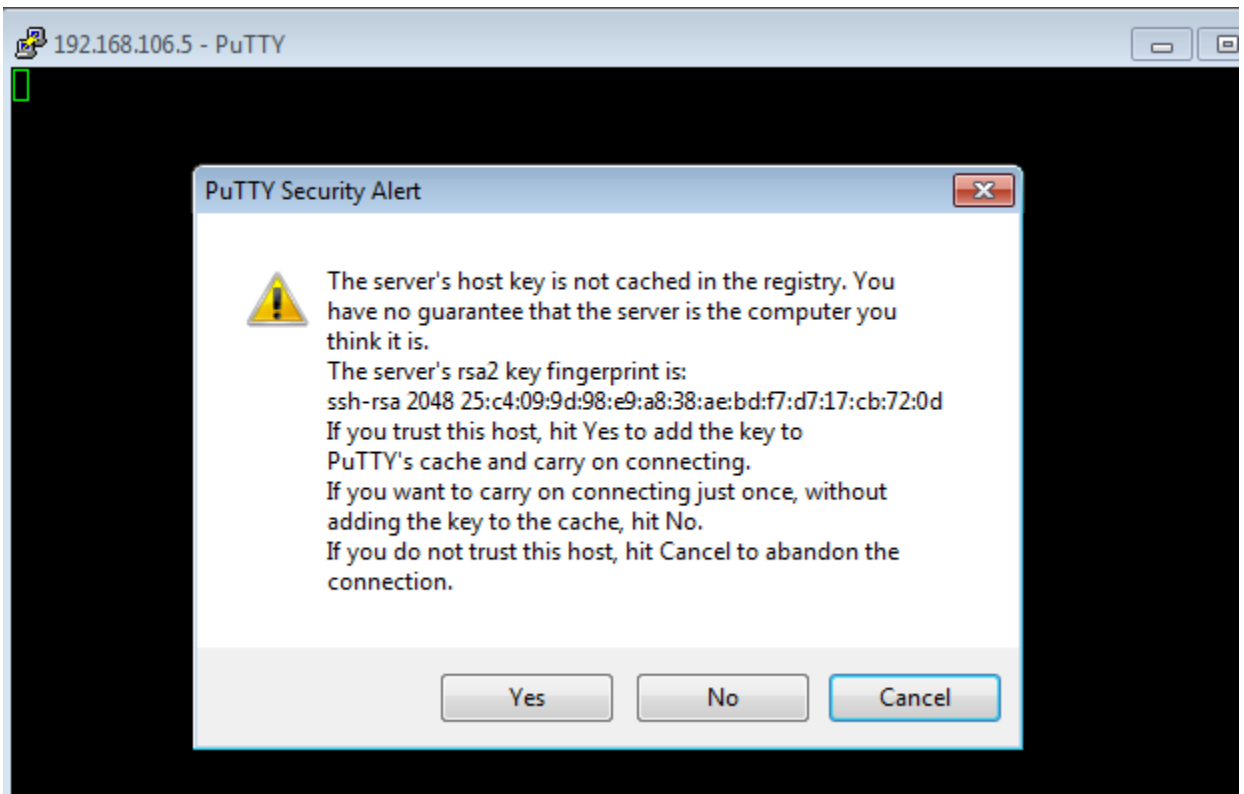 192.168.106.5 - PuTTY
PuTTY Security Alert
The server's host key is not cached in the registry. You
have no guarantee that the server is the computer you
think it is.
The server's rsa2 key fingerprint is:
ssh-rsa 2048 25:c4:09:9d:98:e9:a8:38:ae:bd:f7:d7:17:cb:72:0d
If you trust this host, hit Yes to add the key to
PuTTY's cache and carry on connecting.
If you want to carry on connecting just once, without
adding the key to the cache, hit No.
If you do not trust this host, hit Cancel to abandon the
connection.
Yes No Cancel